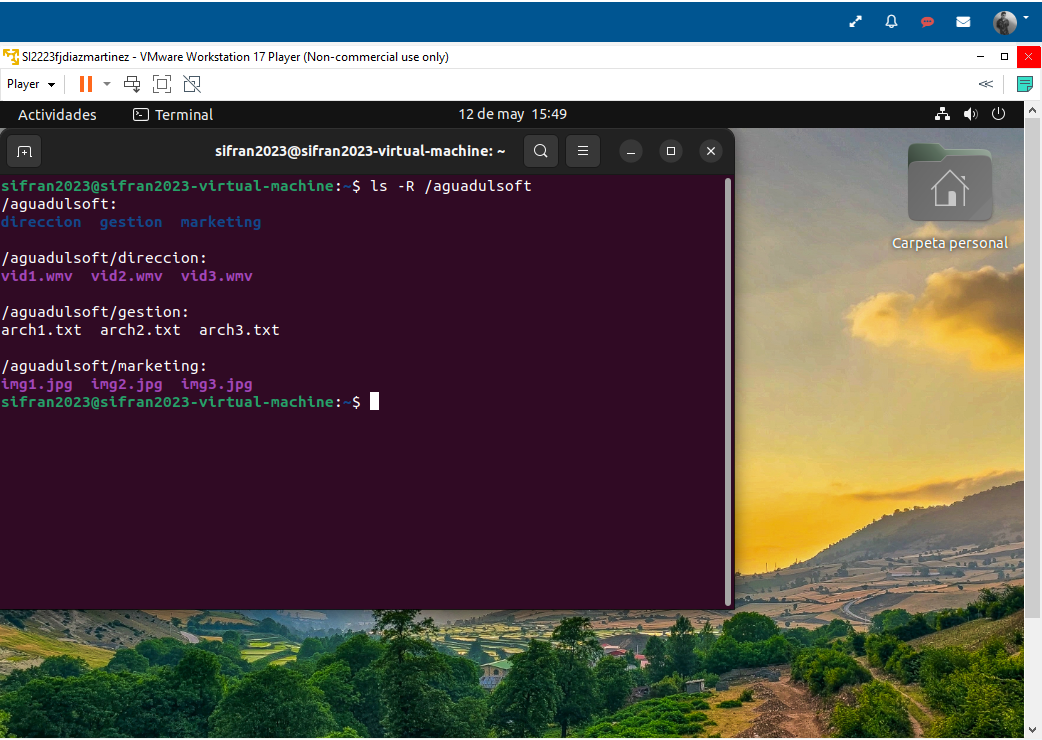 SI2223fjdiazmartinez - VMware Workstation 17 Player (Non-commercial use only)
Player
Actividades Terminal 12 de may 15:49
sifran2023@sifran2023-virtual-machine: ~
sifran2023@sifran2023-virtual-machine:~$ ls -R /aguadulsoft
/aguadulsoft:
direccion gestion marketing
/aguadulsoft/direccion:
vid1.wmv vid2.wmv vid3.wmv
/aguadulsoft/gestion:
arch1.txt arch2.txt arch3.txt
/aguadulsoft/marketing:
img1.jpg img2.jpg img3.jpg
sifran2023@sifran2023-virtual-machine:~$
Carpeta personal